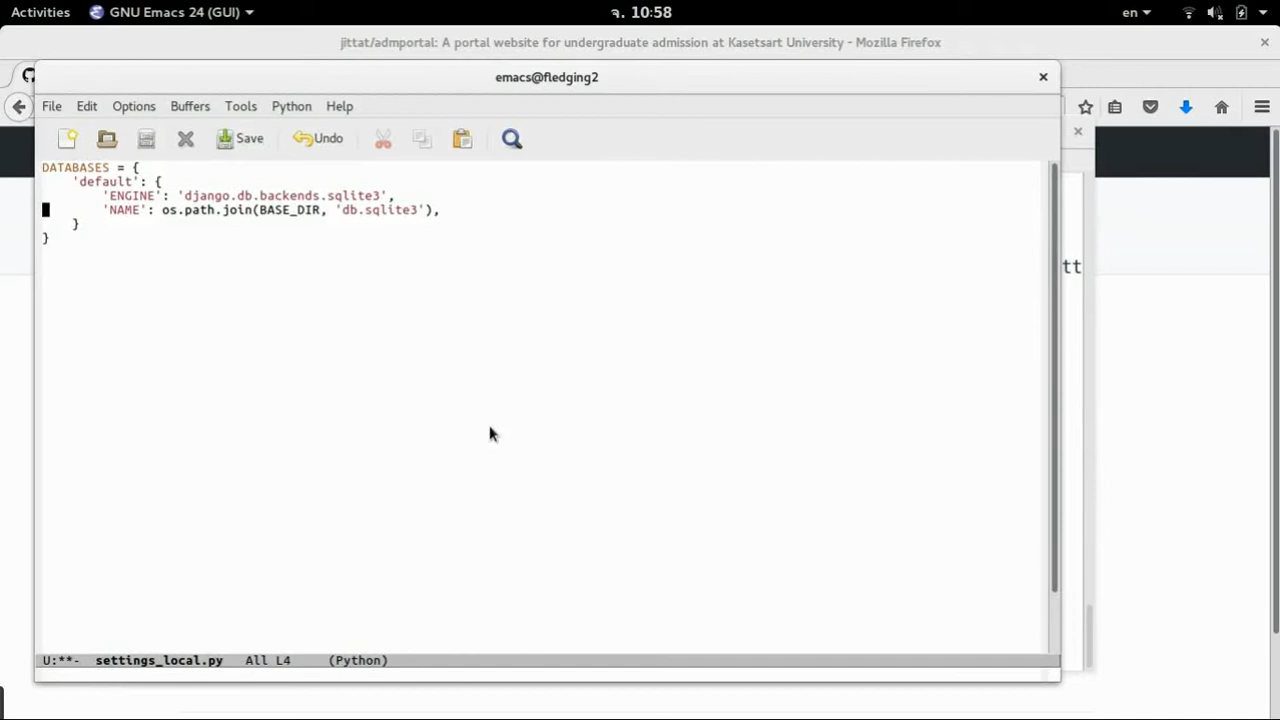 Activities GNU Emacs 24 (GUI) จ. 10:58 en
jittat/admportal: A portal website for undergraduate admission at Kasetsart University - Mozilla Firefox
emacs@fledging2
File Edit Options Buffers Tools Python Help
Save Undo
DATABASES = {
    'default': {
        'ENGINE': 'django.db.backends.sqlite3',
        'NAME': os.path.join(BASE_DIR, 'db.sqlite3'),
    }
}
tt
U:**-  settings_local.py   All L4   (Python)